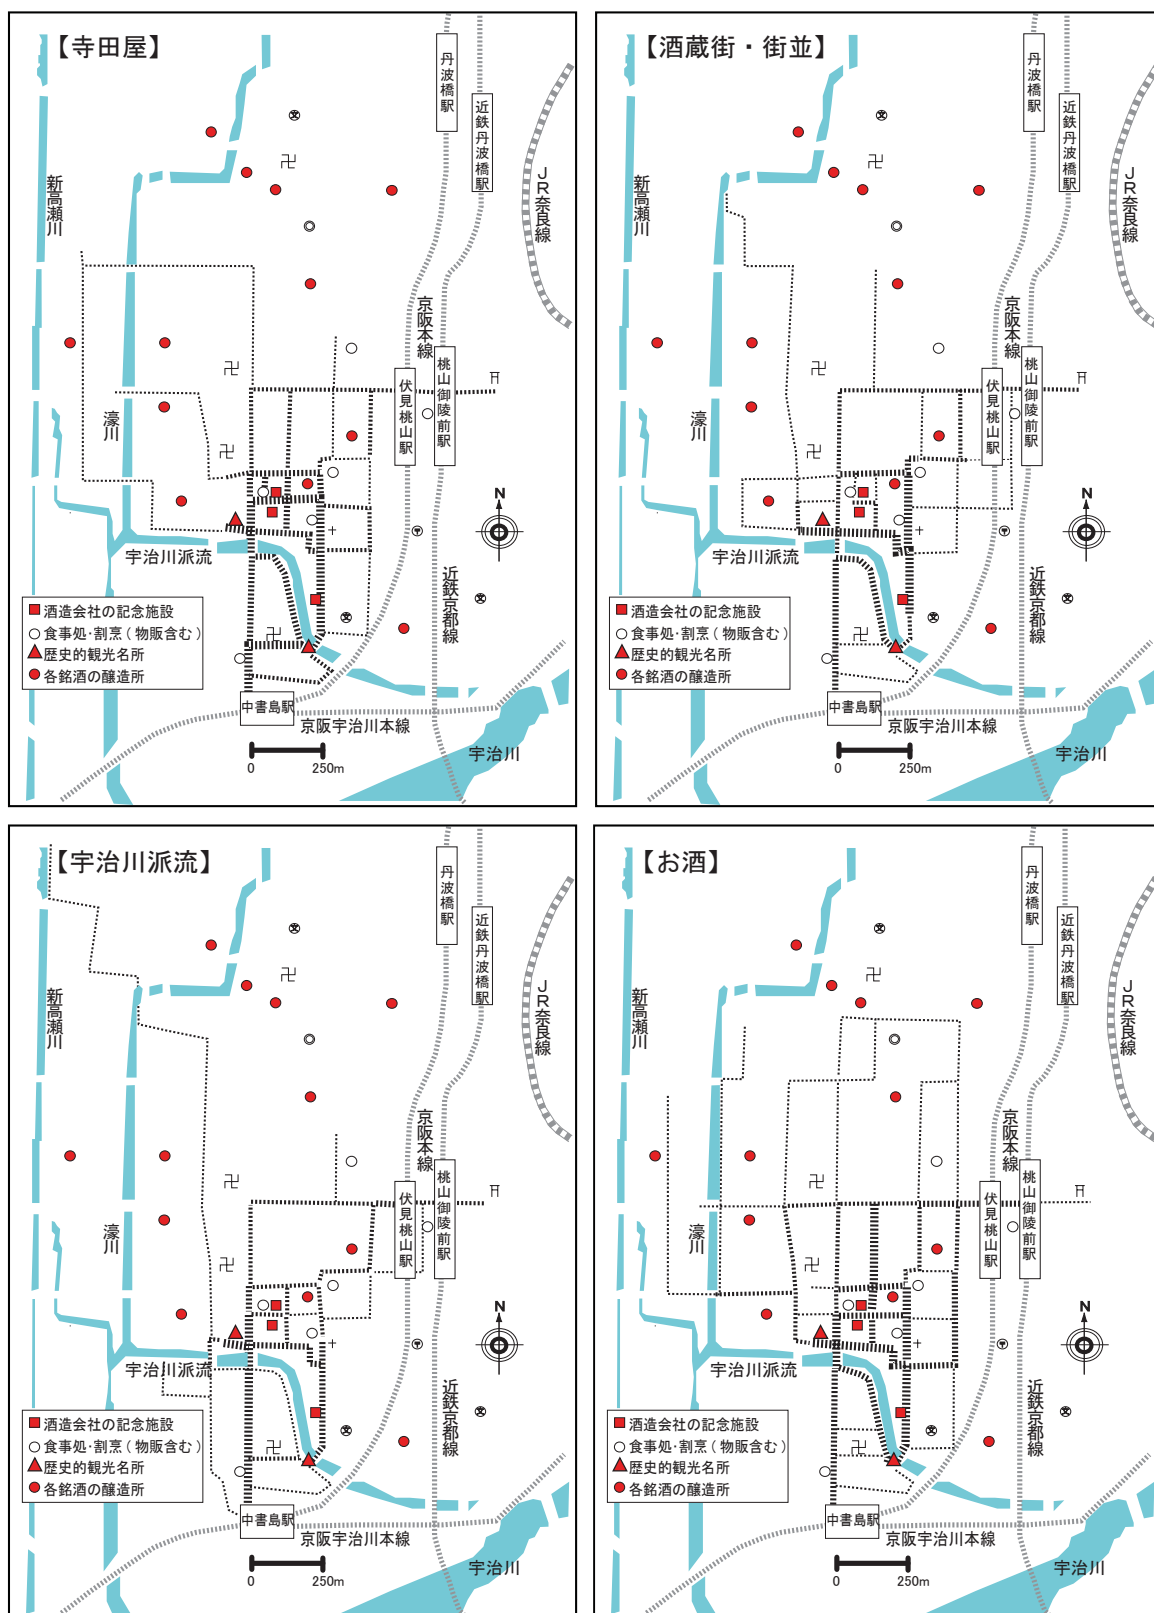 【寺田屋】
丹波橋駅
近鉄丹波橋駅
JR奈良線
新高瀬川
京阪本線
伏見桃山駅
桃山御陵前駅
濠川
N
宇治川派流
近鉄京都線
酒造会社の記念施設
食事処・割烹(物販含む)
歴史的観光名所
各銘酒の醸造所
中書島駅
京阪宇治川本線
宇治川
0 250m
【酒蔵街・街並】
丹波橋駅
近鉄丹波橋駅
JR奈良線
新高瀬川
京阪本線
伏見桃山駅
桃山御陵前駅
濠川
N
宇治川派流
近鉄京都線
酒造会社の記念施設
食事処・割烹(物販含む)
歴史的観光名所
各銘酒の醸造所
中書島駅
京阪宇治川本線
宇治川
0 250m
【宇治川派流】
丹波橋駅
近鉄丹波橋駅
JR奈良線
新高瀬川
京阪本線
伏見桃山駅
桃山御陵前駅
濠川
N
宇治川派流
近鉄京都線
酒造会社の記念施設
食事処・割烹(物販含む)
歴史的観光名所
各銘酒の醸造所
中書島駅
京阪宇治川本線
宇治川
0 250m
【お酒】
丹波橋駅
近鉄丹波橋駅
JR奈良線
新高瀬川
京阪本線
伏見桃山駅
桃山御陵前駅
濠川
N
宇治川派流
近鉄京都線
酒造会社の記念施設
食事処・割烹(物販含む)
歴史的観光名所
各銘酒の醸造所
中書島駅
京阪宇治川本線
宇治川
0 250m